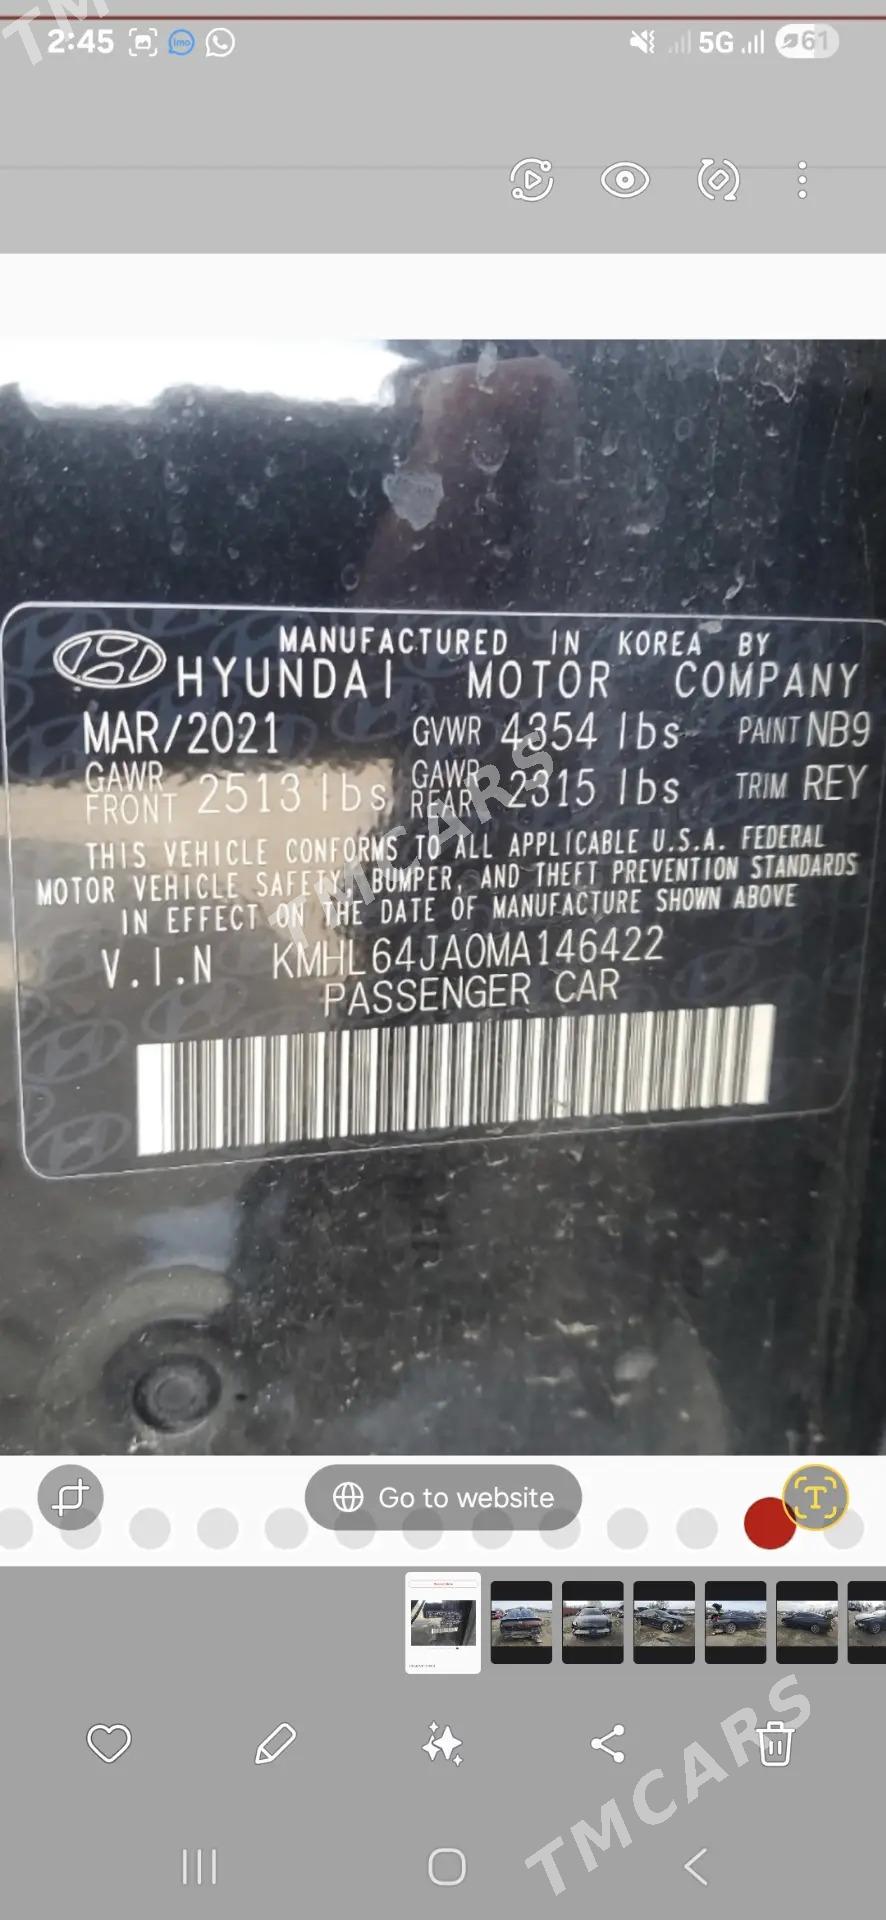 TM
2:45 imo 5G 61
MANUFACTURED IN KOREA BY
HYUNDAI MOTOR COMPANY
MAR/2021 GVWR 4354 lbs PAINT NB9
GAWR FRONT 2513 lbs GAWR REAR 2315 lbs TRIM REY
THIS VEHICLE CONFORMS TO ALL APPLICABLE U.S.A. FEDERAL
MOTOR VEHICLE SAFETY, BUMPER, AND THEFT PREVENTION STANDARDS
IN EFFECT ON THE DATE OF MANUFACTURE SHOWN ABOVE
V.I.N KMHL64JA0MA146422
PASSENGER CAR
TMCARS
Go to website
T
TMCARS